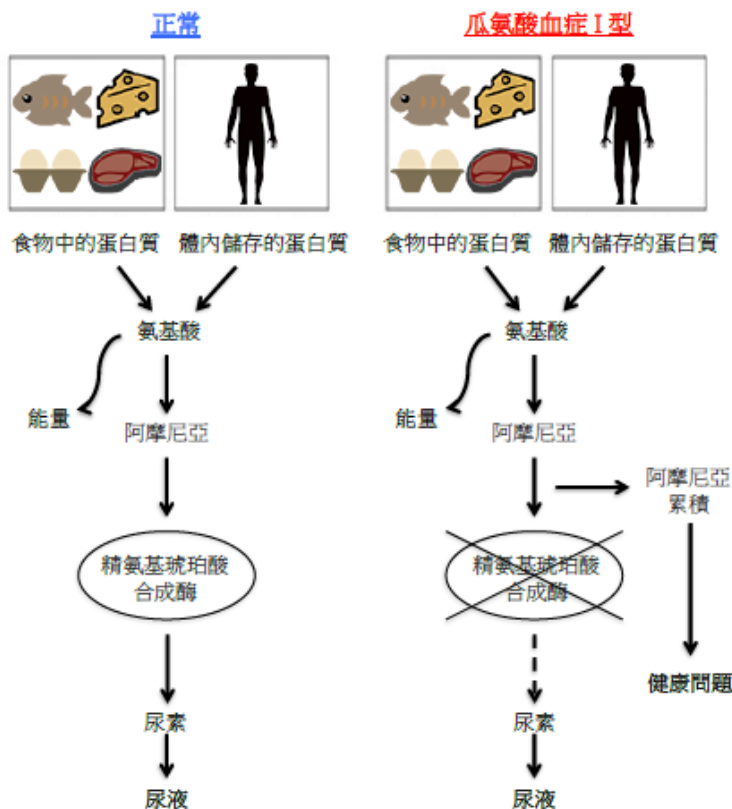 正常
食物中的蛋白質
體內儲存的蛋白質
氨基酸
能量
阿摩尼亞
精氨基琥珀酸
合成酶
尿素
尿液
瓜氨酸血症 I 型
食物中的蛋白質
體內儲存的蛋白質
氨基酸
能量
阿摩尼亞
阿摩尼亞
累積
精氨基琥珀酸
合成酶
健康問題
尿素
尿液